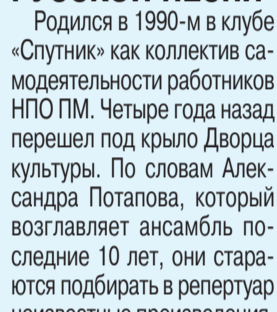 Родился в 1990-м в клубе
«Спутник» как коллектив са-
модеятельности работников
НПО ПМ. Четыре года назад
перешел под крыло Дворца
культуры. По словам Алек-
сандра Потапова, который
возглавляет ансамбль по-
следние 10 лет, они стара-
ются подбирать в репертуар